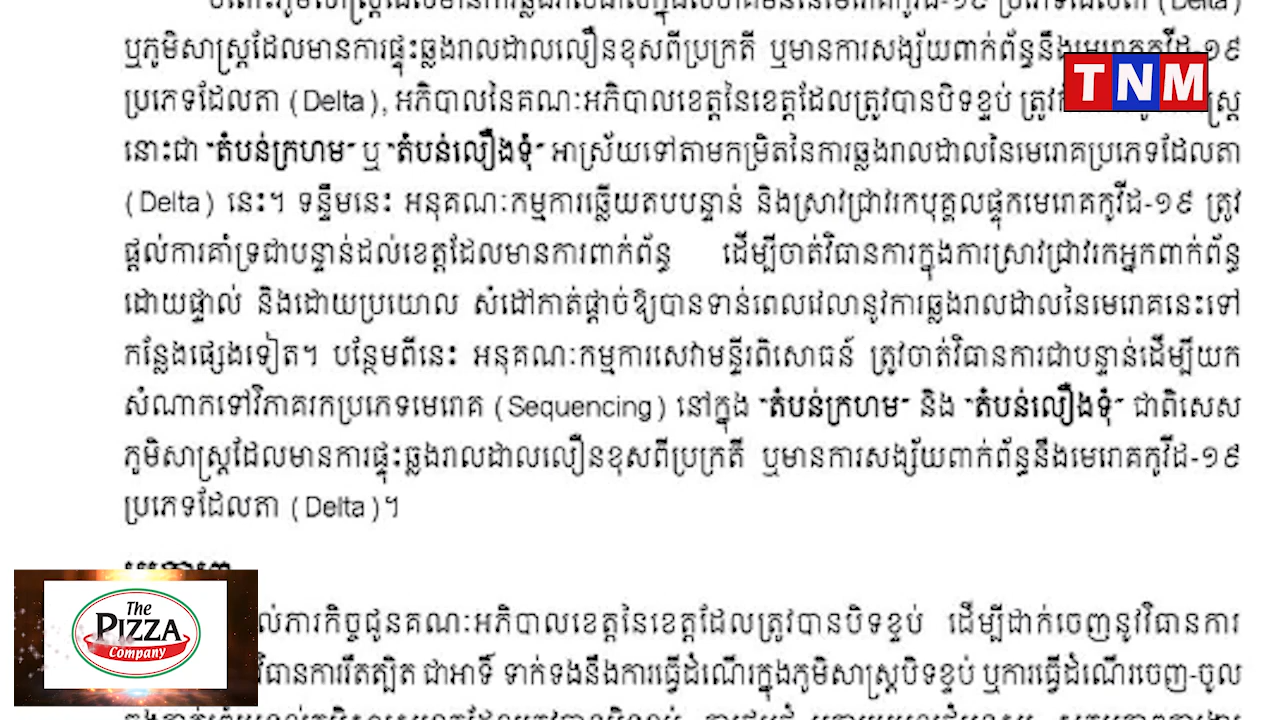 ឬភូមិសាស្ត្រដែលមានការផ្ទុះឆ្លងរាលដាលលឿនខុសពីប្រក្រតី ឬមានការសង្ស័យពាក់ព័ន្ធនឹងមេរោគកូវីដ-១៩
TNM
ប្រភេទដែលតា (Delta), អភិបាលនៃគណៈអភិបាលខេត្តនៃខេត្តដែលត្រូវបានបិទខ្ទប់
នោះជា "តំបន់ក្រហម" ឬ "តំបន់លឿងទុំ" អាស្រ័យទៅតាមកម្រិតនៃការឆ្លងរាលដាលនៃមេរោគប្រភេទដែលតា
(Delta) នេះ។ ទន្ទឹមនេះ អនុគណៈកម្មការឆ្លើយតបបន្ទាន់ និងស្រាវជ្រាវរកបុគ្គលផ្ទុកមេរោគកូវីដ-១៩ ត្រូវ
ផ្តល់ការគាំទ្រជាបន្ទាន់ដល់ខេត្តដែលមានការពាក់ព័ន្ធ ដើម្បីចាត់វិធានការក្នុងការស្រាវជ្រាវរកអ្នកពាក់ព័ន្ធ
ដោយផ្ទាល់ និងដោយប្រយោល សំដៅកាត់ផ្តាច់ឱ្យបានទាន់ពេលវេលានូវការឆ្លងរាលដាលនៃមេរោគនេះទៅ
កន្លែងផ្សេងទៀត។ បន្ថែមពីនេះ អនុគណៈកម្មការសេវាមន្ទីរពិសោធន៍ ត្រូវចាត់វិធានការជាបន្ទាន់ដើម្បីយក
សំណាកទៅវិភាគរកប្រភេទមេរោគ (Sequencing) នៅក្នុង "តំបន់ក្រហម" និង "តំបន់លឿងទុំ" ជាពិសេស
ភូមិសាស្ត្រដែលមានការផ្ទុះឆ្លងរាលដាលលឿនខុសពីប្រក្រតី ឬមានការសង្ស័យពាក់ព័ន្ធនឹងមេរោគកូវីដ-១៩
ប្រភេទដែលតា (Delta)។
The
PIZZA
Company
ភារកិច្ចជូនគណៈអភិបាលខេត្តនៃខេត្តដែលត្រូវបានបិទខ្ទប់ ដើម្បីដាក់ចេញនូវវិធានការ
វិធានការរឹតត្បិត ជាអាទិ៍ ទាក់ទងនឹងការធ្វើដំណើរក្នុងភូមិសាស្ត្របិទខ្ទប់ ឬការធ្វើដំណើរចេញ-ចូល